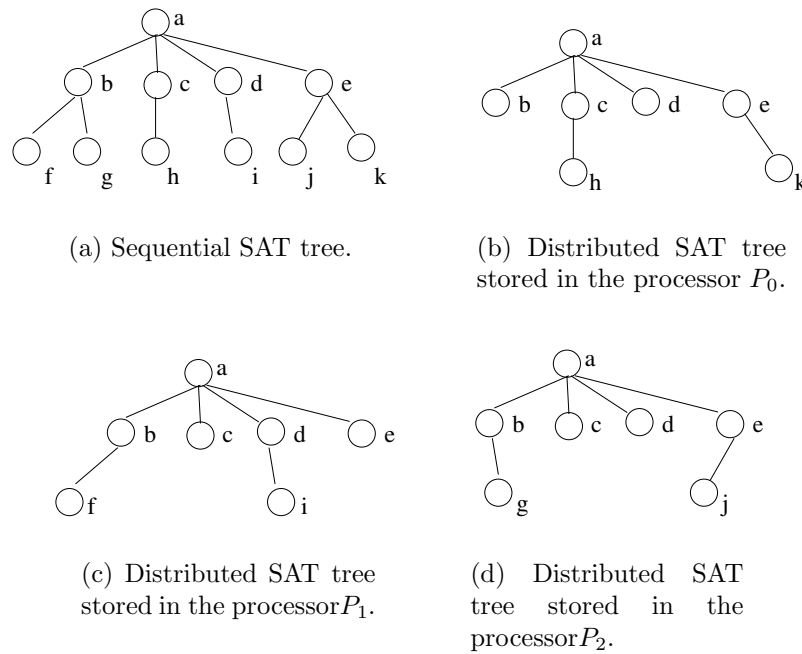 a
b
c
d
e
f
g
h
i
j
k
(a) Sequential SAT tree.
a
b
c
d
e
h
k
(b) Distributed SAT tree
stored in the processor P₀.
a
b
c
d
e
f
i
(c) Distributed SAT tree
stored in the processorP₁.
a
b
c
d
e
g
j
(d) Distributed SAT
tree stored in the
processorP₂.